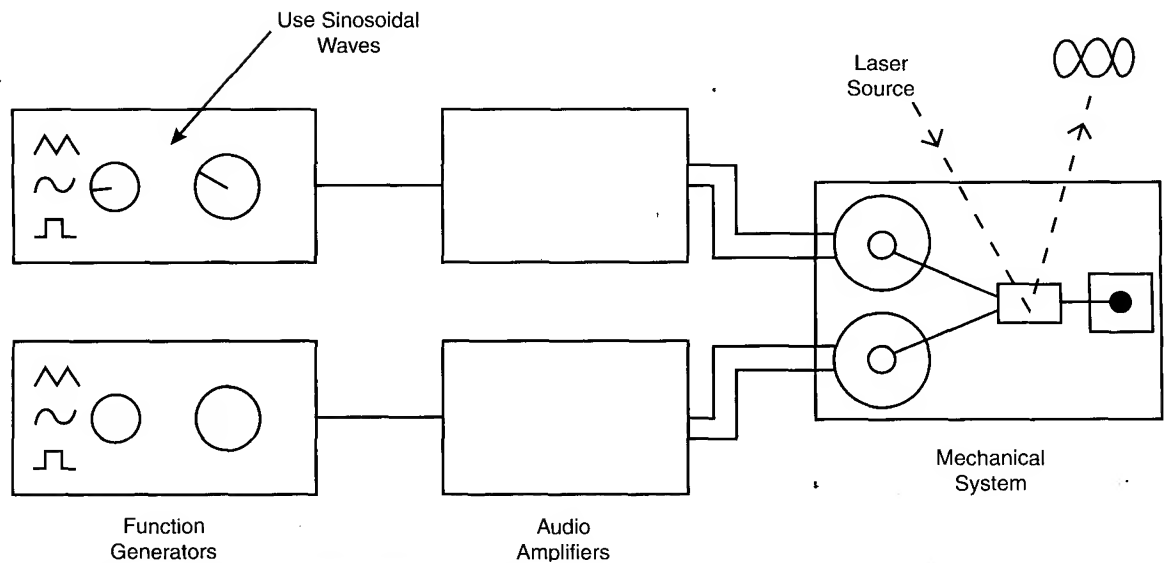 Use Sinosoidal
Waves
Laser
Source
Mechanical
System
Function
Generators
Audio
Amplifiers